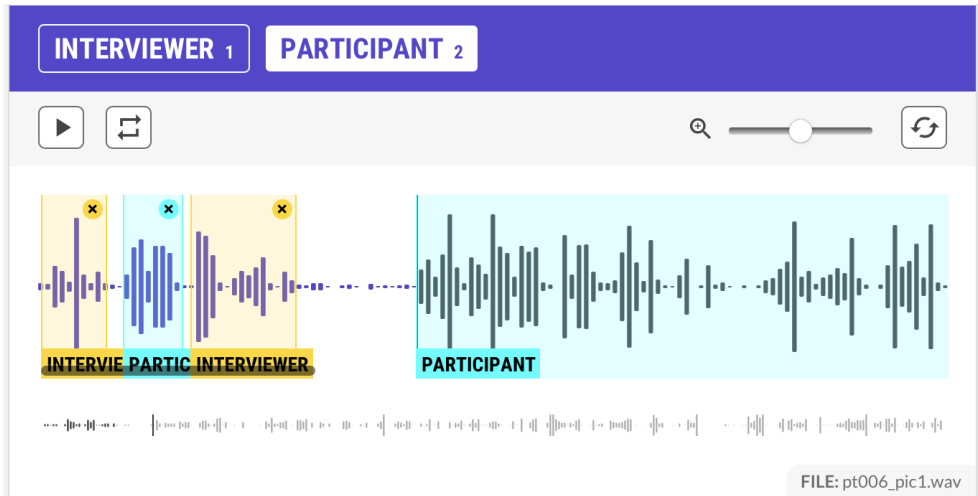 INTERVIEWER 1 PARTICIPANT 2
INTERVIE PARTIC INTERVIEWER PARTICIPANT
FILE: pt006_pic1.wav